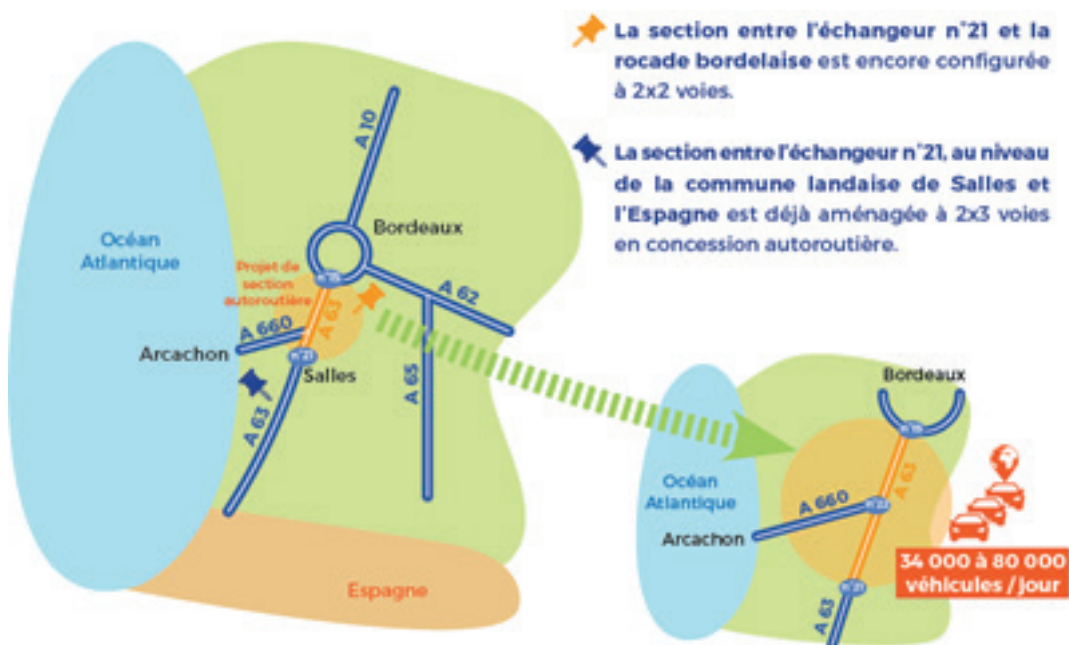 La section entre l'échangeur n°21 et la
rocade bordelaise est encore configurée
à 2x2 voies.
La section entre l'échangeur n°21, au niveau
de la commune landaise de Salles et
l'Espagne est déjà aménagée à 2x3 voies
en concession autoroutière.
A 10
Bordeaux
Océan
Atlantique
Projet de
section
autoroutière
A 63
A 62
A 660
Arcachon
n°21
Salles
A 65
A 63
Espagne
Bordeaux
A 63
Océan
Atlantique
A 660
Arcachon
n°21
A 63
34 000 à 80 000
véhicules / jour